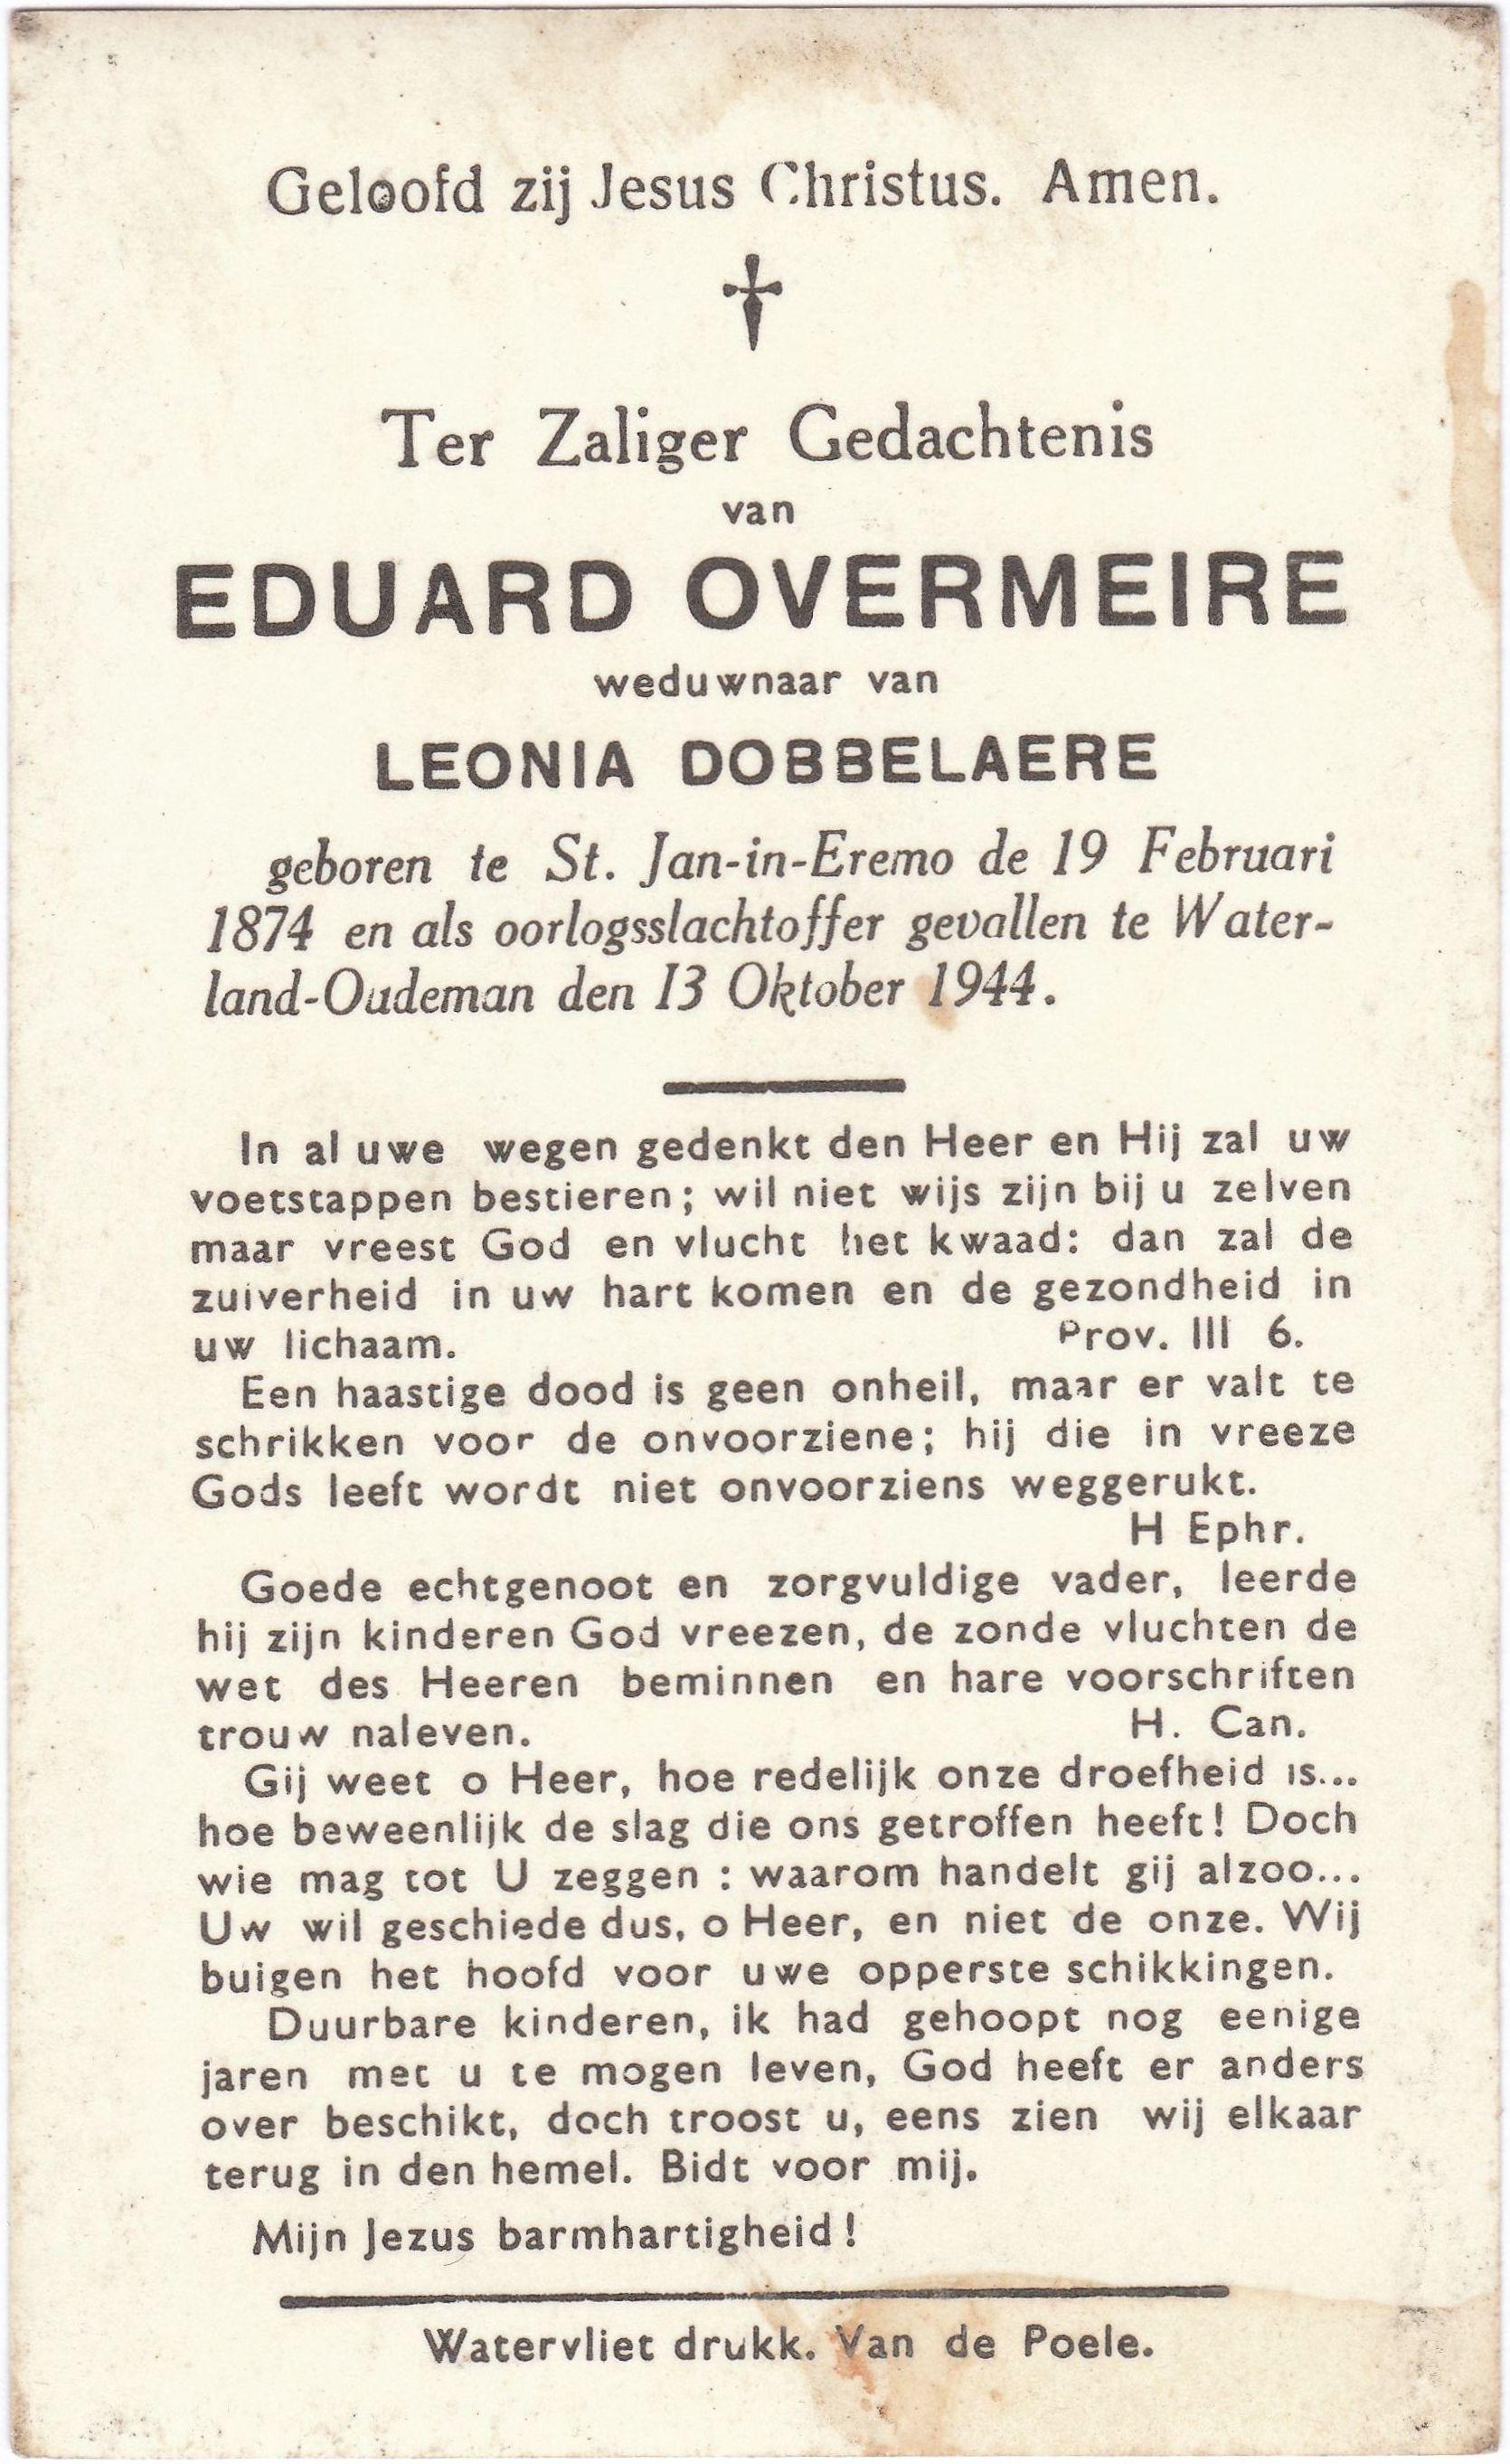 Geloofd zij Jesus Christus. Amen.
Ter Zaliger Gedachtenis
van
EDUARD OVERMEIRE
weduwnaar van
LEONIA DOBBELAERE
geboren te St. Jan-in-Eremo de 19 Februari
1874 en als oorlogsslachtoffer gevallen te Water-
land-Oudeman den 13 Oktober 1944.
In al uwe wegen gedenkt den Heer en Hij zal uw
voetstappen bestieren; wil niet wijs zijn bij u zelven
maar vreest God en vlucht het kwaad: dan zal de
zuiverheid in uw hart komen en de gezondheid in
uw lichaam. Prov. III 6.
Een haastige dood is geen onheil, maar er valt te
schrikken voor de onvoorziene; hij die in vreeze
Gods leeft wordt niet onvoorziens weggerukt.
H Ephr.
Goede echtgenoot en zorgvuldige vader, leerde
hij zijn kinderen God vreezen, de zonde vluchten de
wet des Heeren beminnen en hare voorschriften
trouw naleven. H. Can.
Gij weet o Heer, hoe redelijk onze droefheid is...
hoe beweenlijk de slag die ons getroffen heeft! Doch
wie mag tot U zeggen : waarom handelt gij alzoo...
Uw wil geschiede dus, o Heer, en niet de onze. Wij
buigen het hoofd voor uwe opperste schikkingen.
Duurbare kinderen, ik had gehoopt nog eenige
jaren met u te mogen leven, God heeft er anders
over beschikt, doch troost u, eens zien wij elkaar
terug in den hemel. Bidt voor mij.
Mijn Jezus barmhartigheid!
Watervliet drukk. Van de Poele.